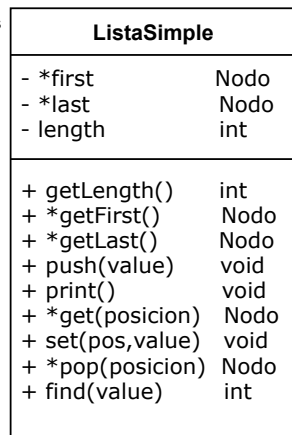 ListaSimple
- *first Nodo
- *last Nodo
- length int
+ getLength() int
+ *getFirst() Nodo
+ *getLast() Nodo
+ push(value) void
+ print() void
+ *get(posicion) Nodo
+ set(pos,value) void
+ *pop(posicion) Nodo
+ find(value) int